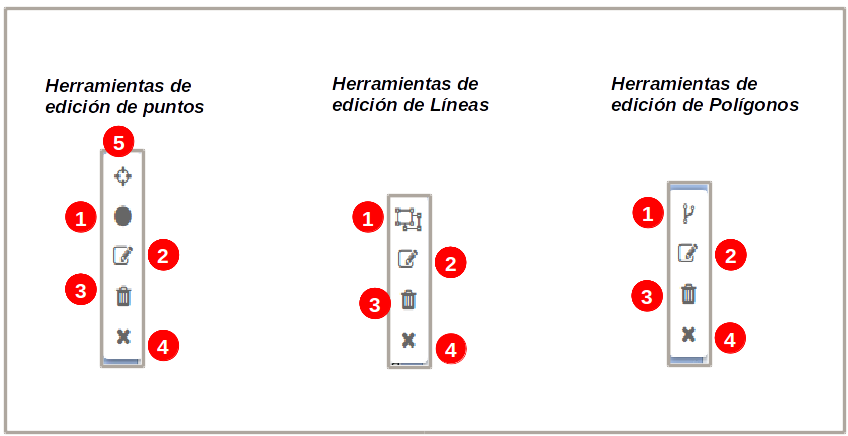 Herramientas de
edición de puntos
5
1
2
3
4
Herramientas de
edición de Líneas
1
2
3
4
Herramientas de
edición de Polígonos
1
2
3
4